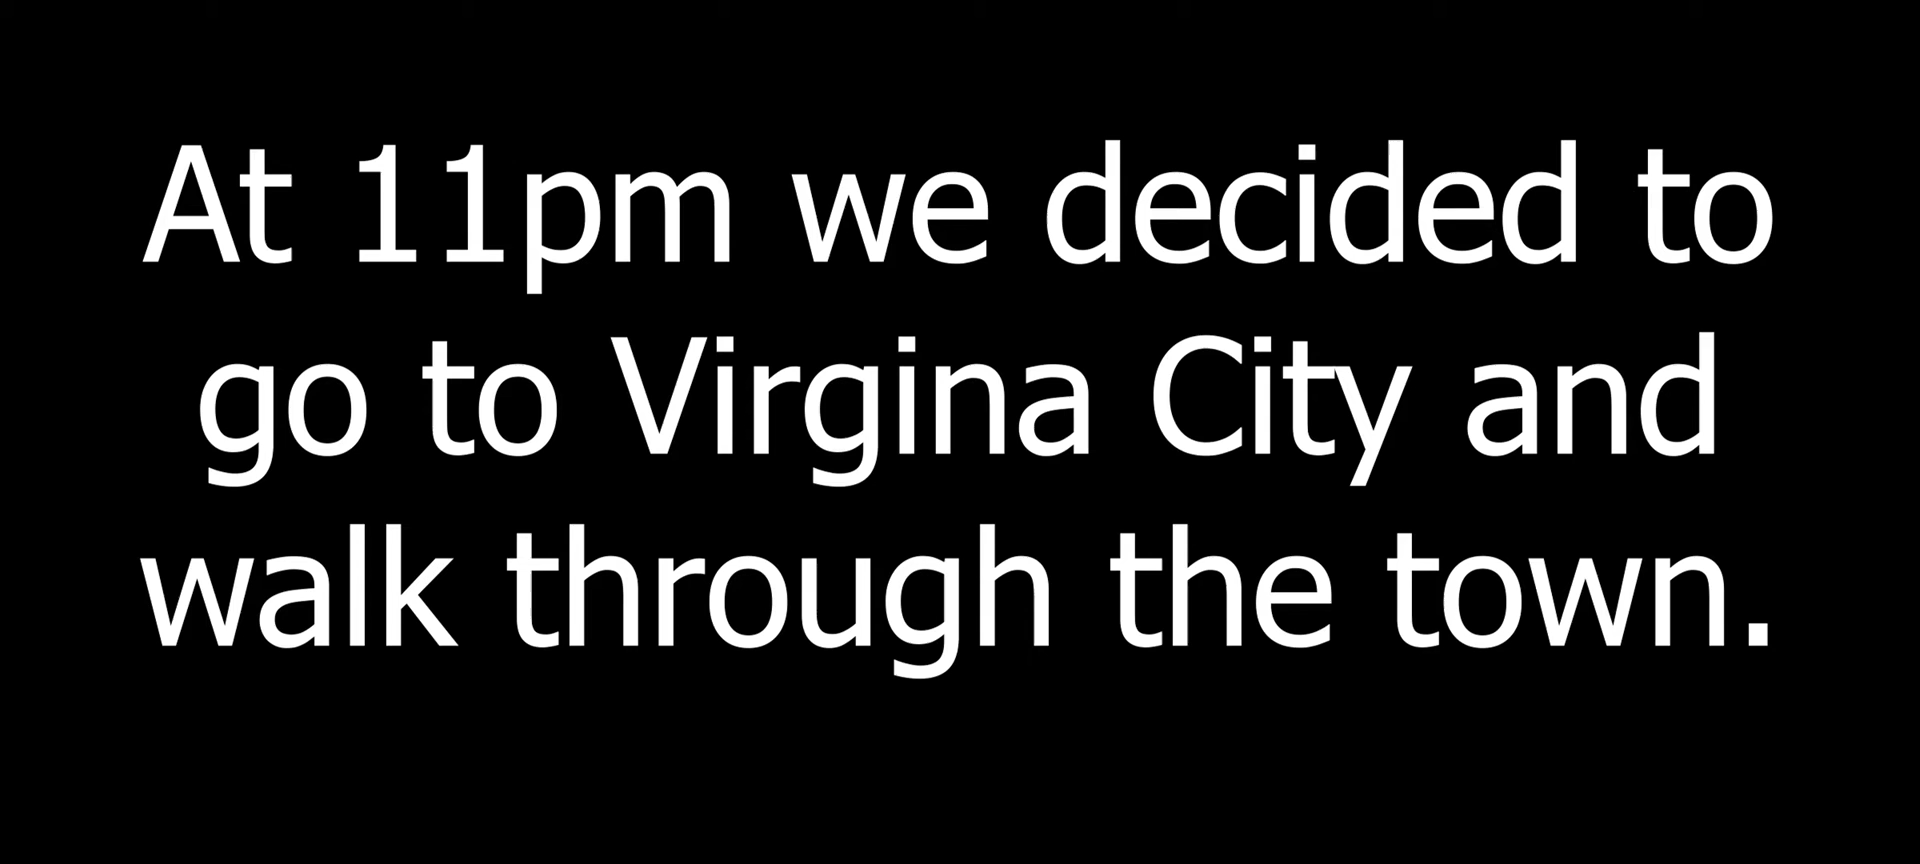 At 11pm we decided to
go to Virgina City and
walk through the town.